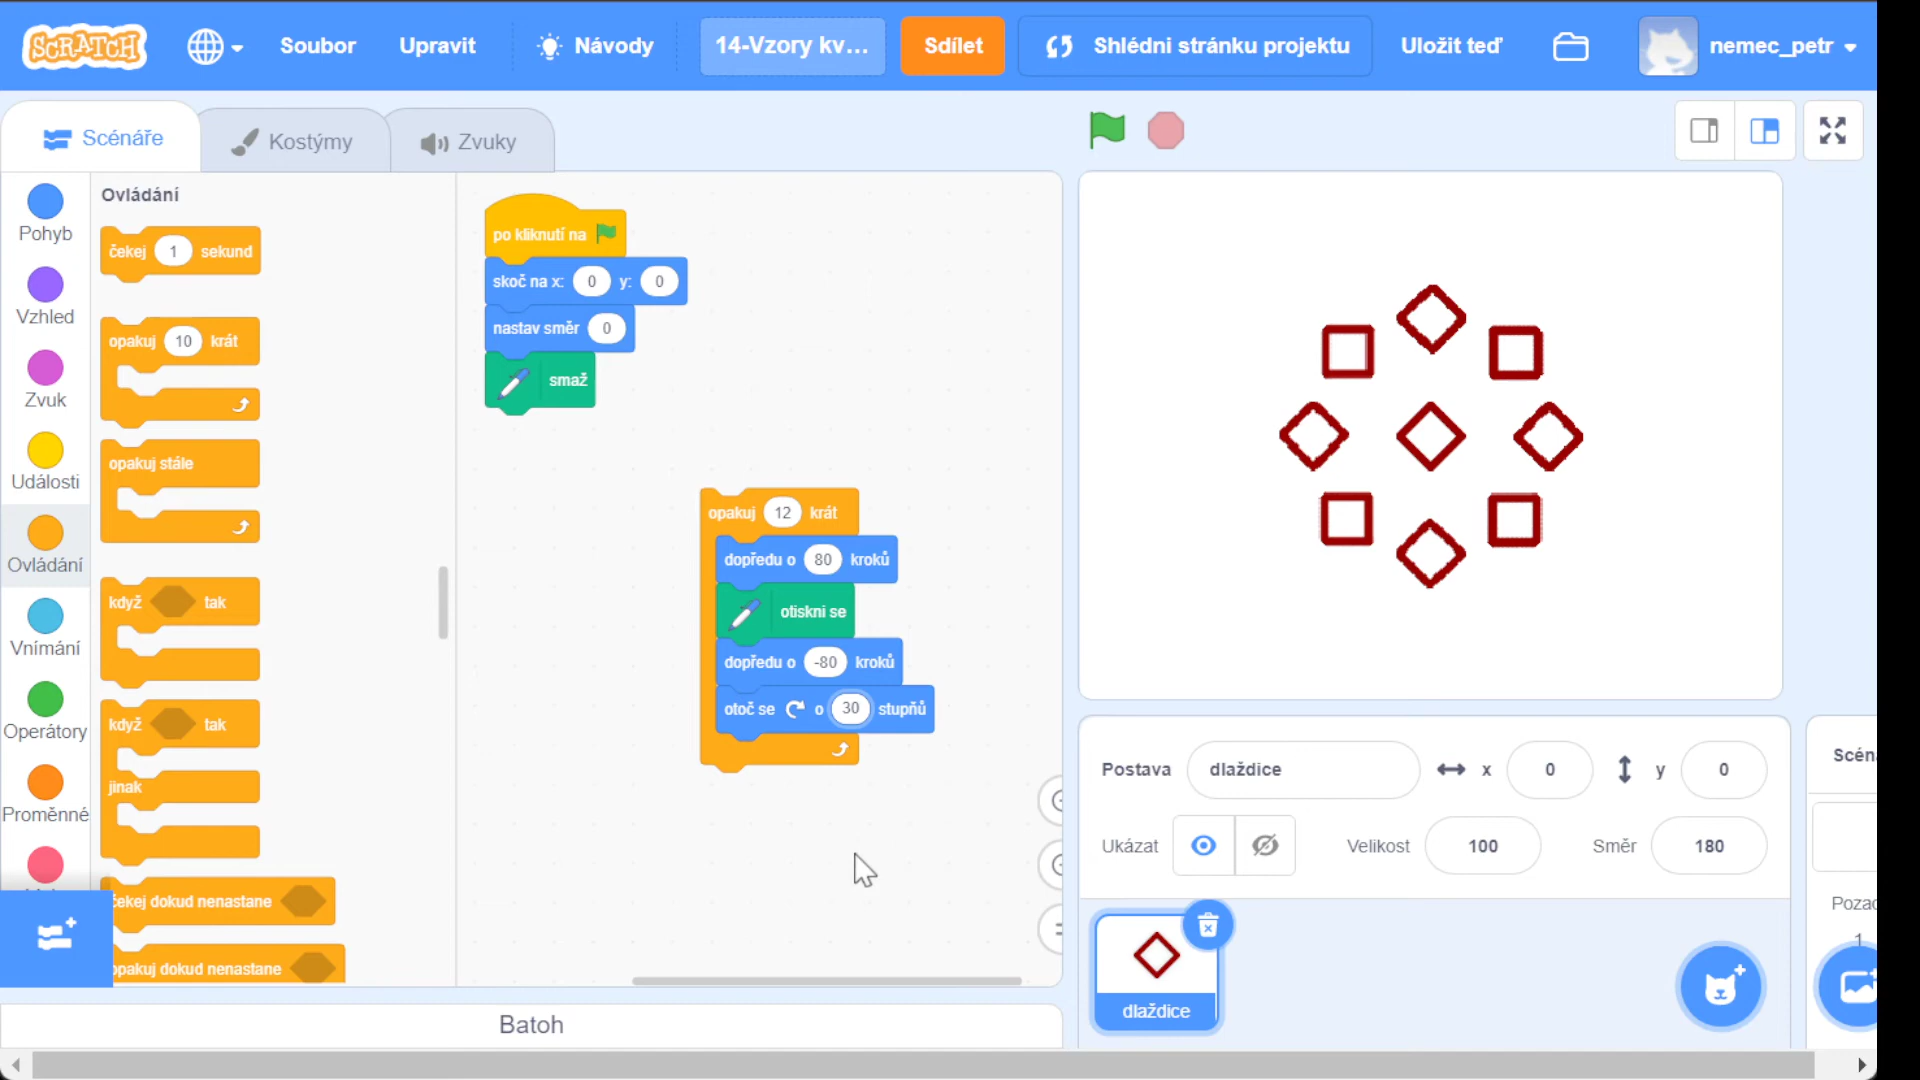 SCRATCH
Soubor
Upravit
Návody
14-Vzory kv...
Sdílet
Shlédni stránku projektu
Uložit teď
nemec_petr
Scénáře
Kostýmy
Zvuky
Pohyb
Vzhled
Zvuk
Události
Ovládání
Vnímání
Operátory
Proměnné
Ovládání
čekej 1 sekund
opakuj 10 krát
opakuj stále
když tak
když tak
jinak
čekej dokud nenastane
opakuj dokud nenastane
po kliknutí na
skoč na x: 0 y: 0
nastav směr 0
smaž
opakuj 12 krát
dopředu o 80 kroků
otiskni se
dopředu o -80 kroků
otoč se o 30 stupňů
Postava dlaždice x 0 y 0
Ukázat Velikost 100 Směr 180
dlaždice
Scén
Pozad
1
Batoh